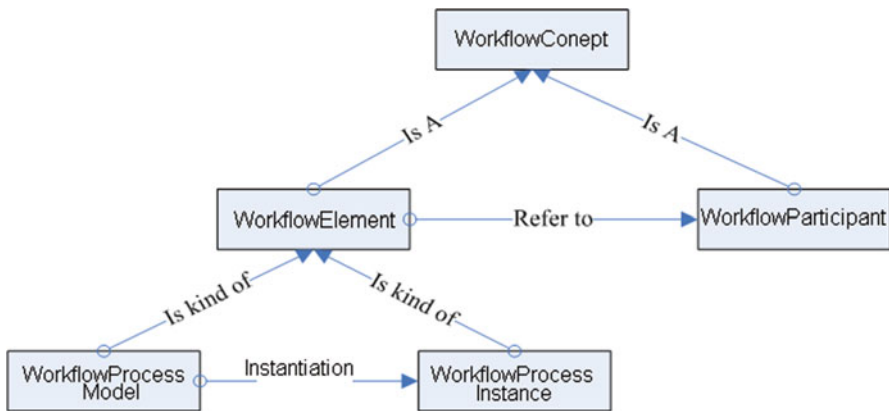 WorkflowConept
Is A
Is A
WorkflowElement
Refer to
WorkflowParticipant
Is kind of
Is kind of
WorkflowProcess
Model
Instantiation
WorkflowProcess
Instance